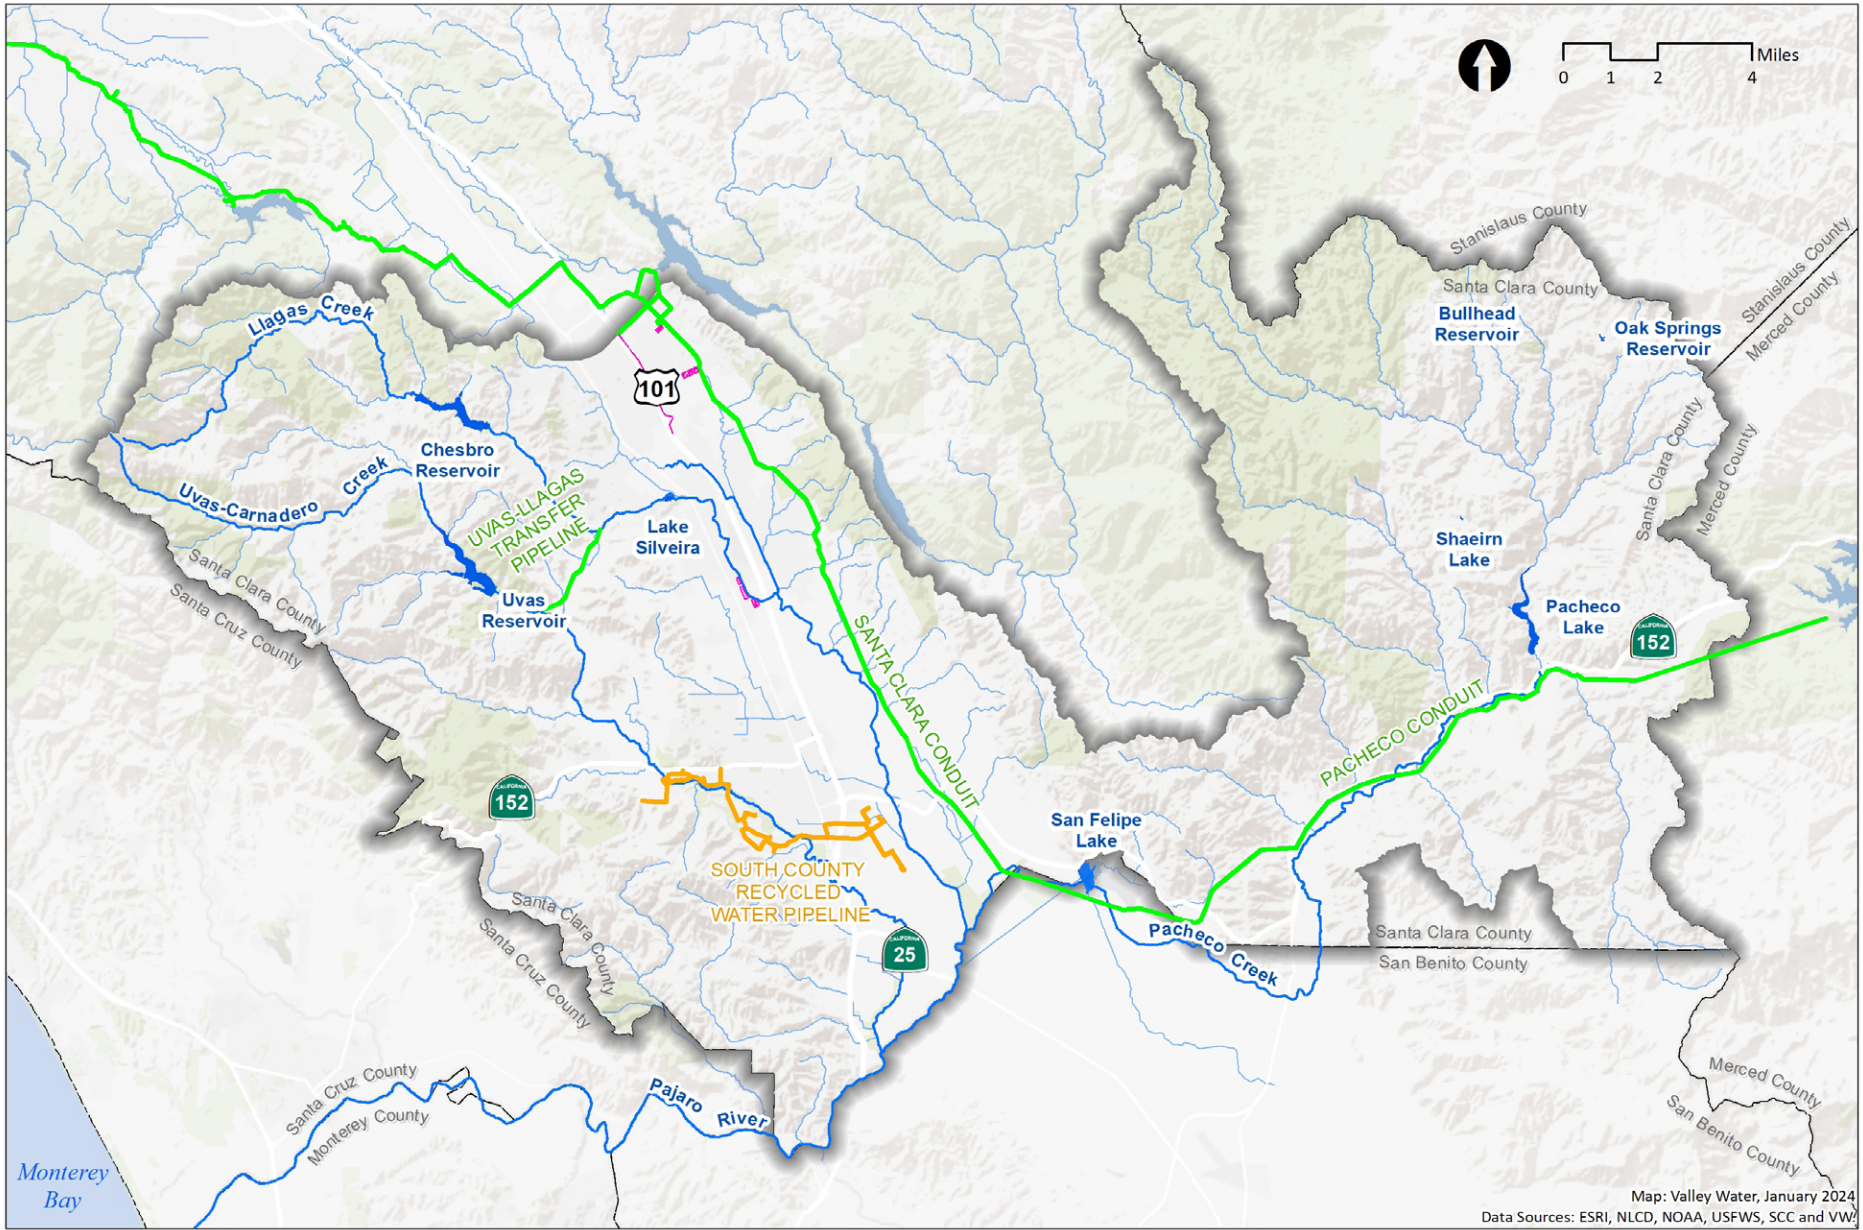 Miles
0 1 2 4
Stanislaus County
Santa Clara County
Stanislaus County
Merced County
Bullhead
Reservoir
Oak Springs
Reservoir
Llagas Creek
101
Chesbro
Reservoir
Uvas-Carnadero Creek
UVAS-LLAGAS
TRANSFER
PIPELINE
Lake
Silveira
Santa Clara County
Merced County
Shaeirn
Lake
Santa Clara County
Santa Cruz County
Uvas
Reservoir
Pacheco
Lake
CALIFORNIA
152
SANTA CLARA CONDUIT
PACHECO CONDUIT
CALIFORNIA
152
San Felipe
Lake
SOUTH COUNTY
RECYCLED
WATER PIPELINE
Santa Clara County
Santa Cruz County
CALIFORNIA
25
Pacheco Creek
Santa Clara County
San Benito County
Santa Cruz County
Monterey County
Pajaro River
Merced County
San Benito County
Monterey
Bay
Map: Valley Water, January 2024
Data Sources: ESRI, NLCD, NOAA, USFWS, SCC and VW